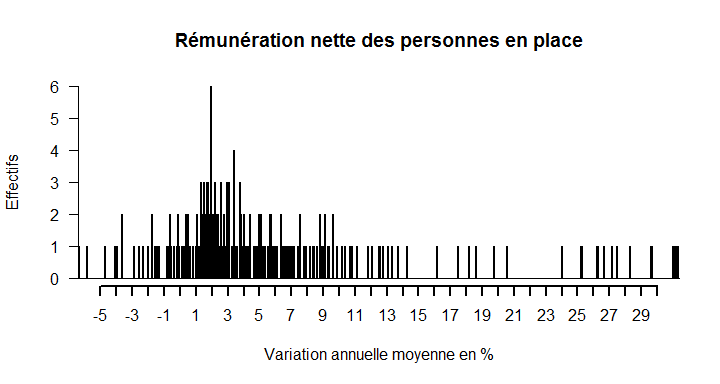 Rémunération nette des personnes en place
Effectifs
6
5
4
3
2
1
0
-5 -3 -1 1 3 5 7 9 11 13 15 17 19 21 23 25 27 29
Variation annuelle moyenne en %